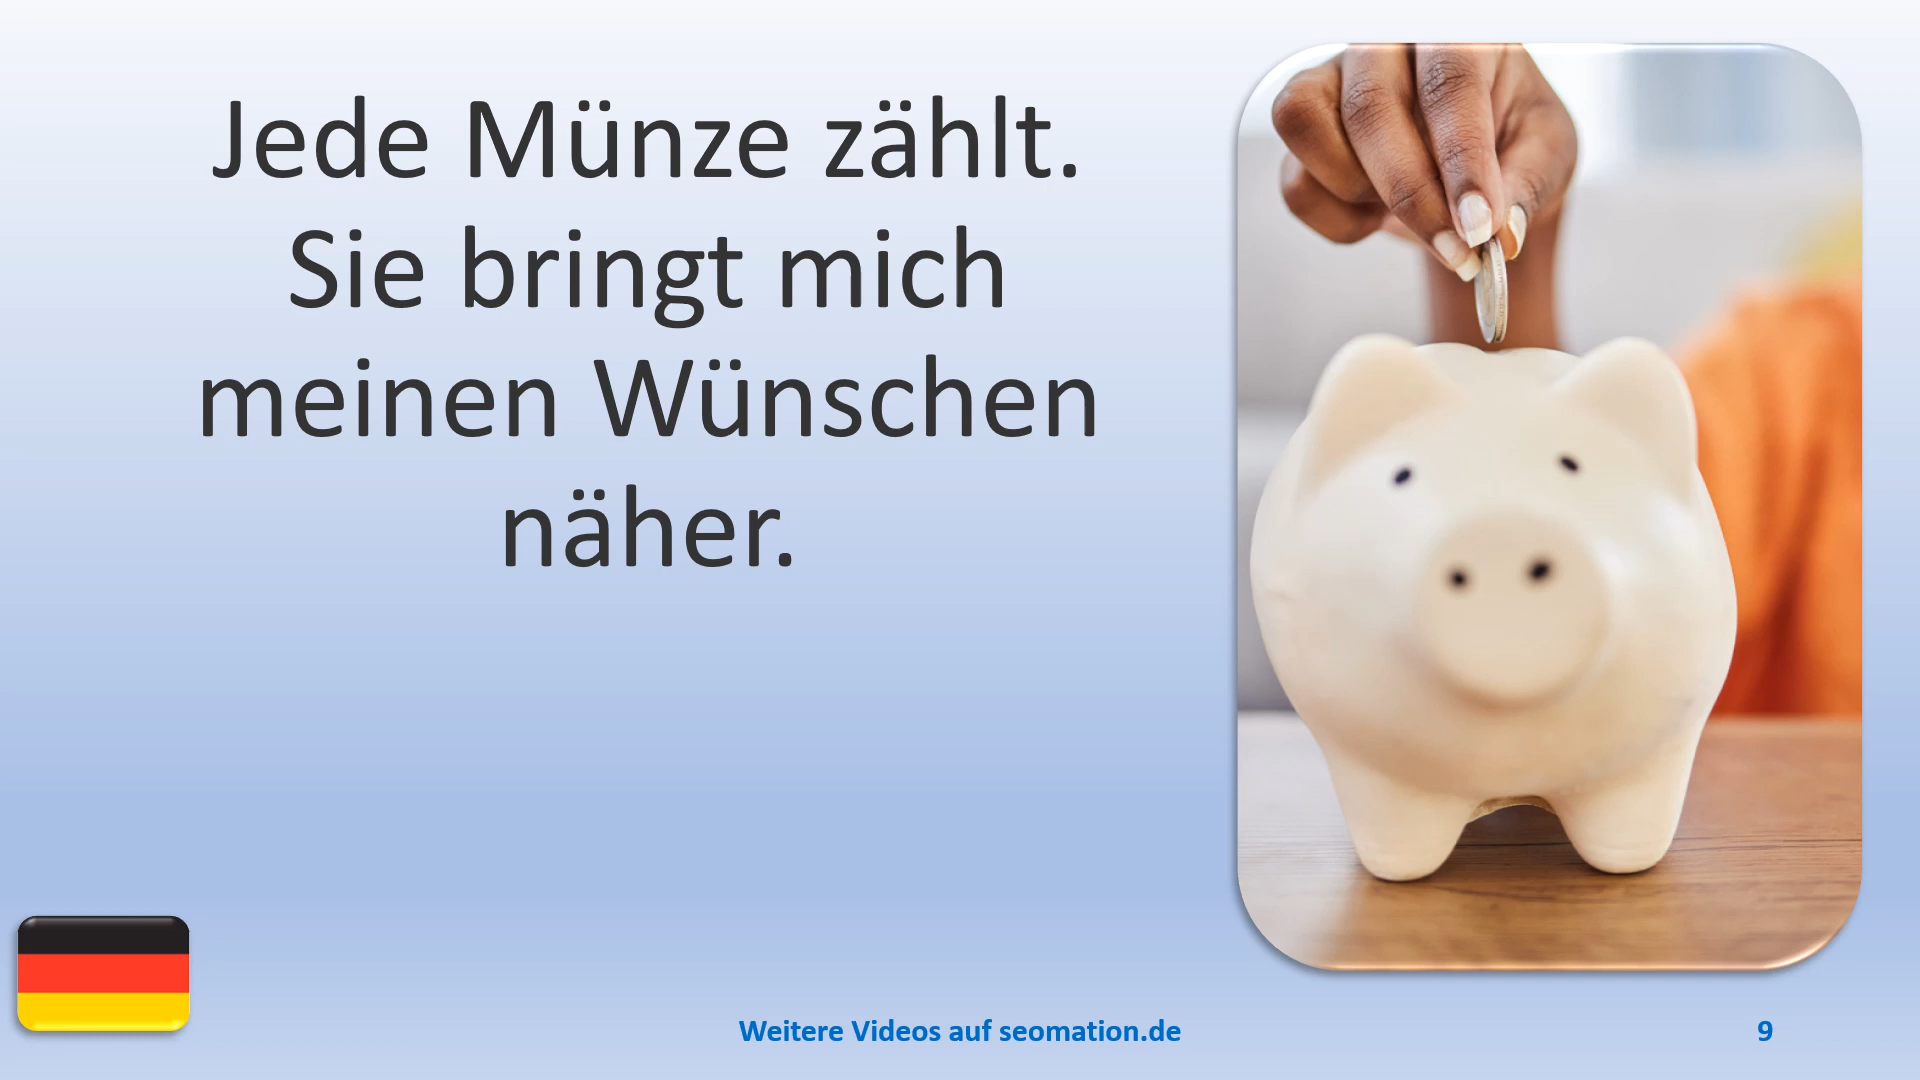 Jede Münze zählt.
Sie bringt mich
meinen Wünschen
näher.
Weitere Videos auf seomation.de
9